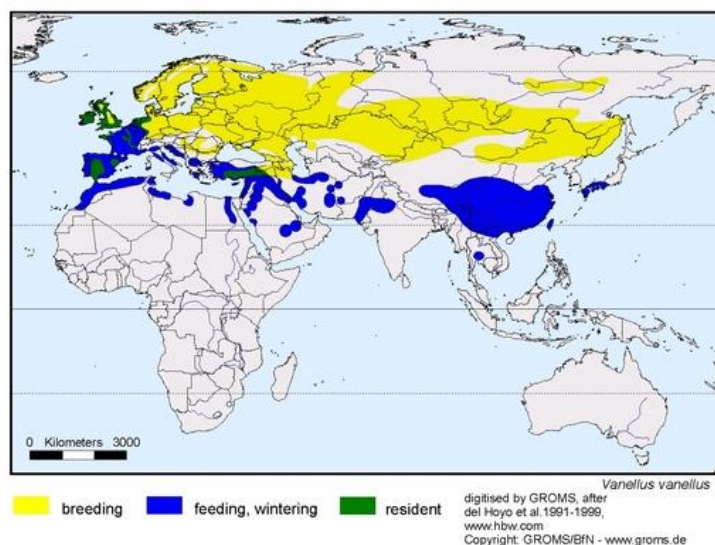 0 Kilometers 3000
Vanellus vanellus
breeding
feeding, wintering
resident
digitised by GROMS, after
del Hoyo et al.1991-1999,
www.hbw.com
Copyright: GROMS/BfN - www.groms.de